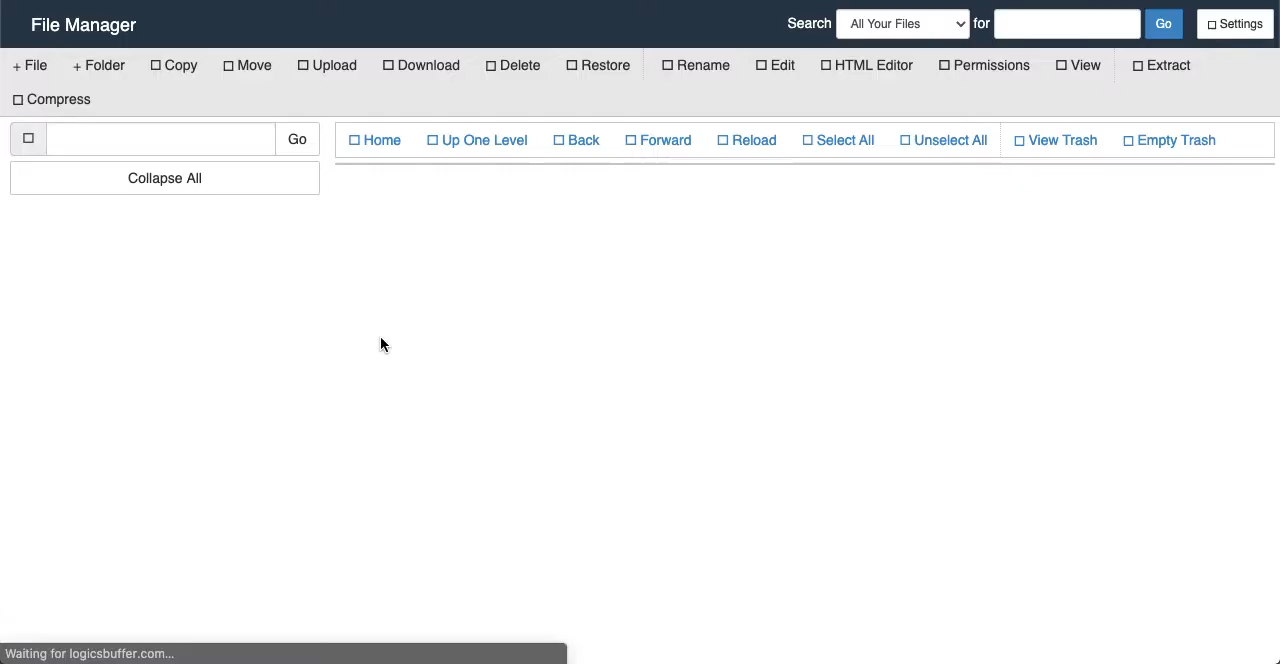 File Manager Search All Your Files for Go Settings
+ File + Folder Copy Move Upload Download Delete Restore Rename Edit HTML Editor Permissions View Extract
Compress
Go Home Up One Level Back Forward Reload Select All Unselect All View Trash Empty Trash
Collapse All
Waiting for logicsbuffer.com...